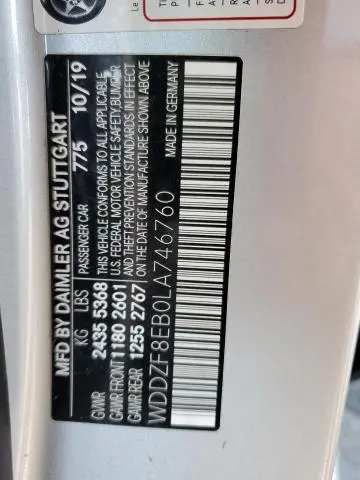 MFD BY DAIMLER AG STUTTGART
KG LBS PASSENGER CAR 775 10/19
GVWR 2435 5368 THIS VEHICLE CONFORMS TO ALL APPLICABLE
GAWR FRONT 1180 2601 U.S. FEDERAL MOTOR VEHICLE SAFETY, BUMPER
GAWR REAR 1255 2767 AND THEFT PREVENTION STANDARDS IN EFFECT
ON THE DATE OF MANUFACTURE SHOWN ABOVE
WDDZF8EB0LA746760 MADE IN GERMANY
Le